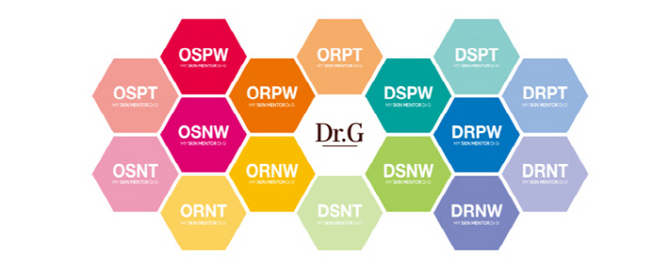 OSPW
MY SKIN MENTOR Dr.G
ORPT
MY SKIN MENTOR Dr.G
DSPT
MY SKIN MENTOR Dr.G
OSPT
MY SKIN MENTOR Dr.G
ORPW
MY SKIN MENTOR Dr.G
DSPW
MY SKIN MENTOR Dr.G
DRPT
MY SKIN MENTOR Dr.G
OSNW
MY SKIN MENTOR Dr.G
Dr.G
DRPW
MY SKIN MENTOR Dr.G
OSNT
MY SKIN MENTOR Dr.G
ORNW
MY SKIN MENTOR Dr.G
DSNW
MY SKIN MENTOR Dr.G
DRNT
MY SKIN MENTOR Dr.G
ORNT
MY SKIN MENTOR Dr.G
DSNT
MY SKIN MENTOR Dr.G
DRNW
MY SKIN MENTOR Dr.G